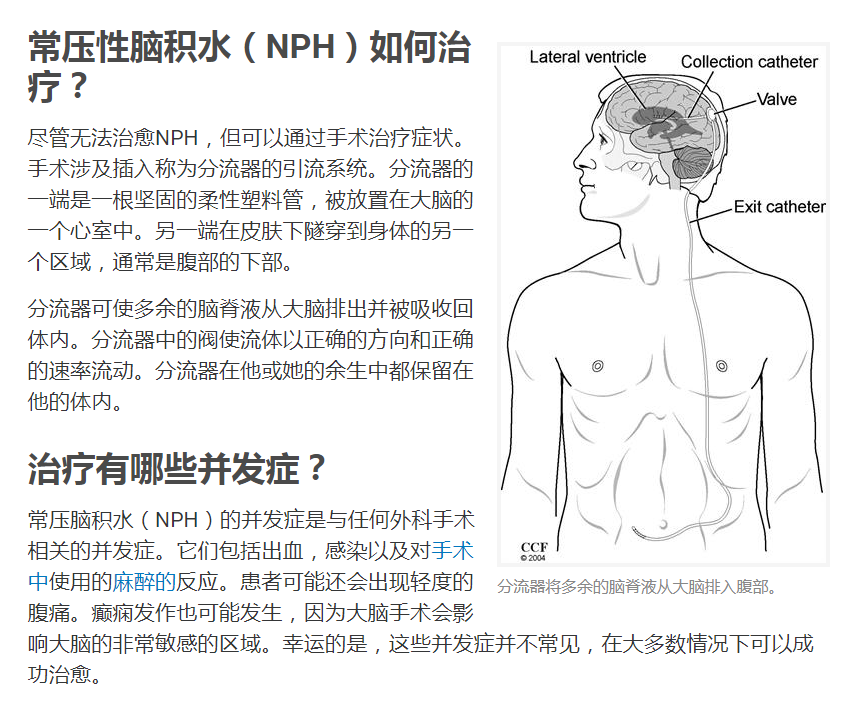 常压性脑积水（NPH）如何治
疗？
尽管无法治愈NPH，但可以通过手术治疗症状。
手术涉及插入称为分流器的引流系统。分流器的
一端是一根坚固的柔性塑料管，被放置在大脑的
一个心室中。另一端在皮肤下隧穿到身体的另一
个区域，通常是腹部的下部。
分流器可使多余的脑脊液从大脑排出并被吸收回
体内。分流器中的阀使流体以正确的方向和正确
的速率流动。分流器在他或她的余生中都保留在
他的体内。
治疗有哪些并发症？
常压脑积水（NPH）的并发症是与任何外科手术
相关的并发症。它们包括出血，感染以及对手术
中使用的麻醉的反应。患者可能还会出现轻度的
腹痛。癫痫发作也可能发生，因为大脑手术会影
响大脑的非常敏感的区域。幸运的是，这些并发症并不常见，在大多数情况下可以成
功治愈。
Lateral ventricle
Collection catheter
Valve
Exit catheter
CCF
© 2004
分流器将多余的脑脊液从大脑排入腹部。